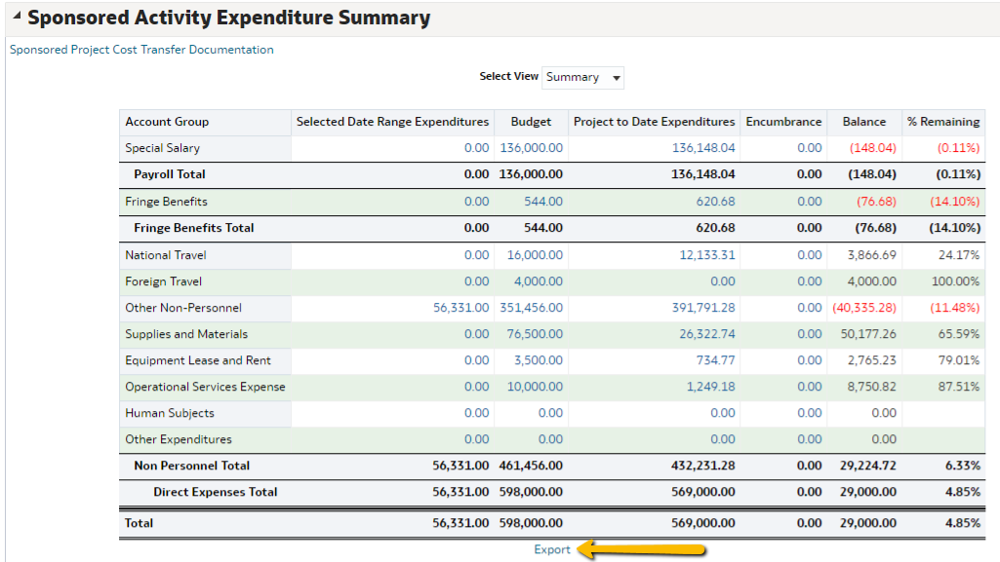 Sponsored Activity Expenditure Summary
Sponsored Project Cost Transfer Documentation
Select View Summary
Account Group Selected Date Range Expenditures Budget Project to Date Expenditures Encumbrance Balance % Remaining
Special Salary 0.00 136,000.00 136,148.04 0.00 (148.04) (0.11%)
Payroll Total 0.00 136,000.00 136,148.04 0.00 (148.04) (0.11%)
Fringe Benefits 0.00 544.00 620.68 0.00 (76.68) (14.10%)
Fringe Benefits Total 0.00 544.00 620.68 0.00 (76.68) (14.10%)
National Travel 0.00 16,000.00 12,133.31 0.00 3,866.69 24.17%
Foreign Travel 0.00 4,000.00 0.00 0.00 4,000.00 100.00%
Other Non-Personnel 56,331.00 351,456.00 391,791.28 0.00 (40,335.28) (11.48%)
Supplies and Materials 0.00 76,500.00 26,322.74 0.00 50,177.26 65.59%
Equipment Lease and Rent 0.00 3,500.00 734.77 0.00 2,765.23 79.01%
Operational Services Expense 0.00 10,000.00 1,249.18 0.00 8,750.82 87.51%
Human Subjects 0.00 0.00 0.00 0.00 0.00
Other Expenditures 0.00 0.00 0.00 0.00 0.00
Non Personnel Total 56,331.00 461,456.00 432,231.28 0.00 29,224.72 6.33%
Direct Expenses Total 56,331.00 598,000.00 569,000.00 0.00 29,000.00 4.85%
Total 56,331.00 598,000.00 569,000.00 0.00 29,000.00 4.85%
Export